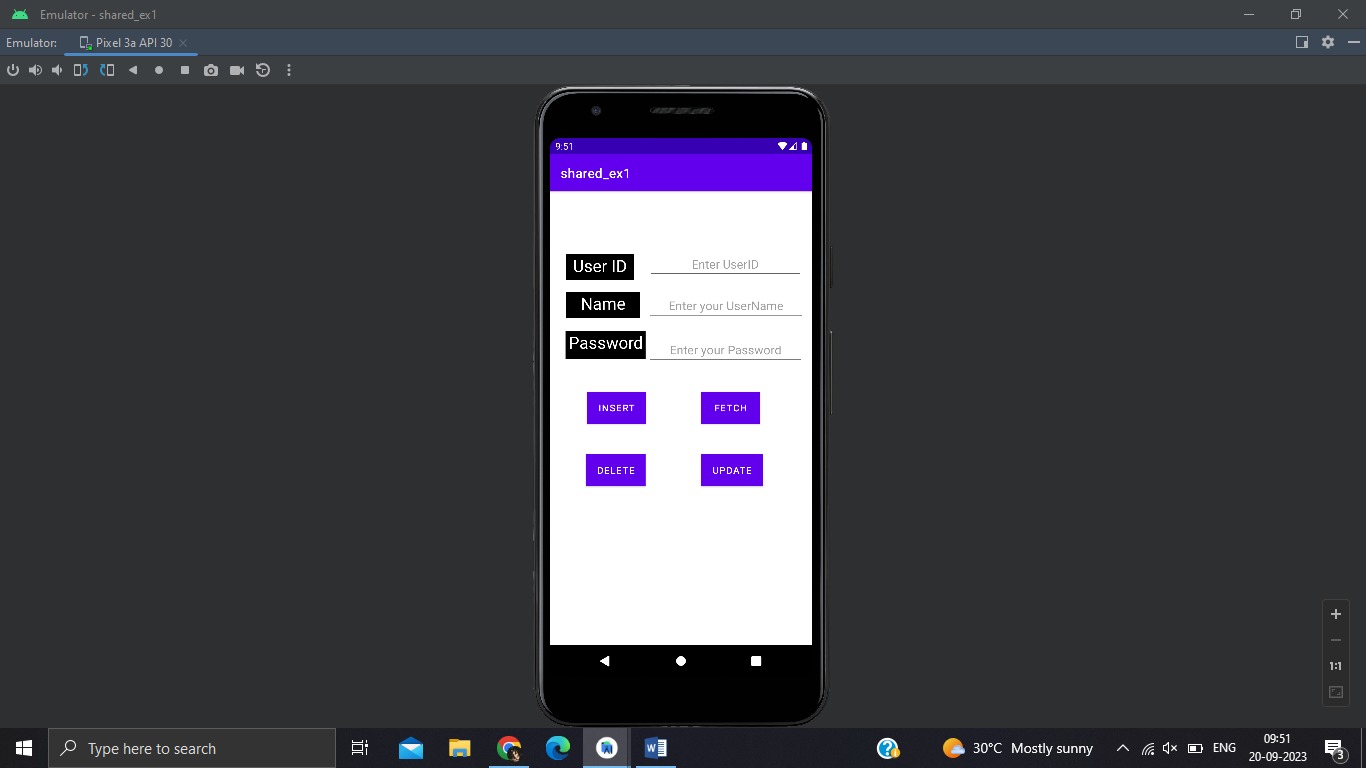 Emulator - shared_ex1
Emulator: Pixel 3a API 30
9:51
shared_ex1
User ID Enter UserID
Name Enter your UserName
Password Enter your Password
INSERT FETCH
DELETE UPDATE
1:1
Type here to search
30°C Mostly sunny
ENG
09:51
20-09-2023
3